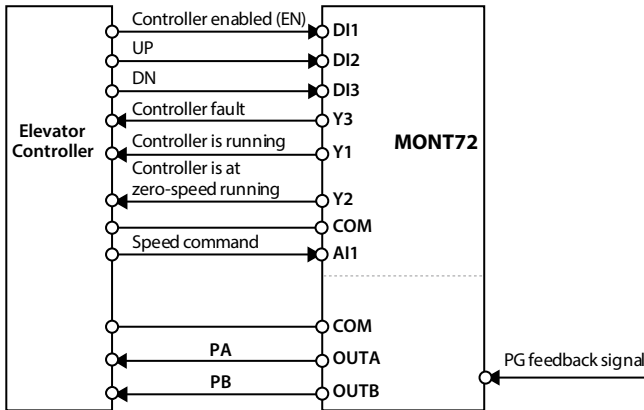 Controller enabled (EN)
DI1
UP
DI2
DN
DI3
Controller fault
Y3
Elevator
Controller
Controller is running
Y1
MONT72
Controller is at
zero-speed running
Y2
COM
Speed command
AI1
COM
PA
OUTA
PG feedback signal
PB
OUTB